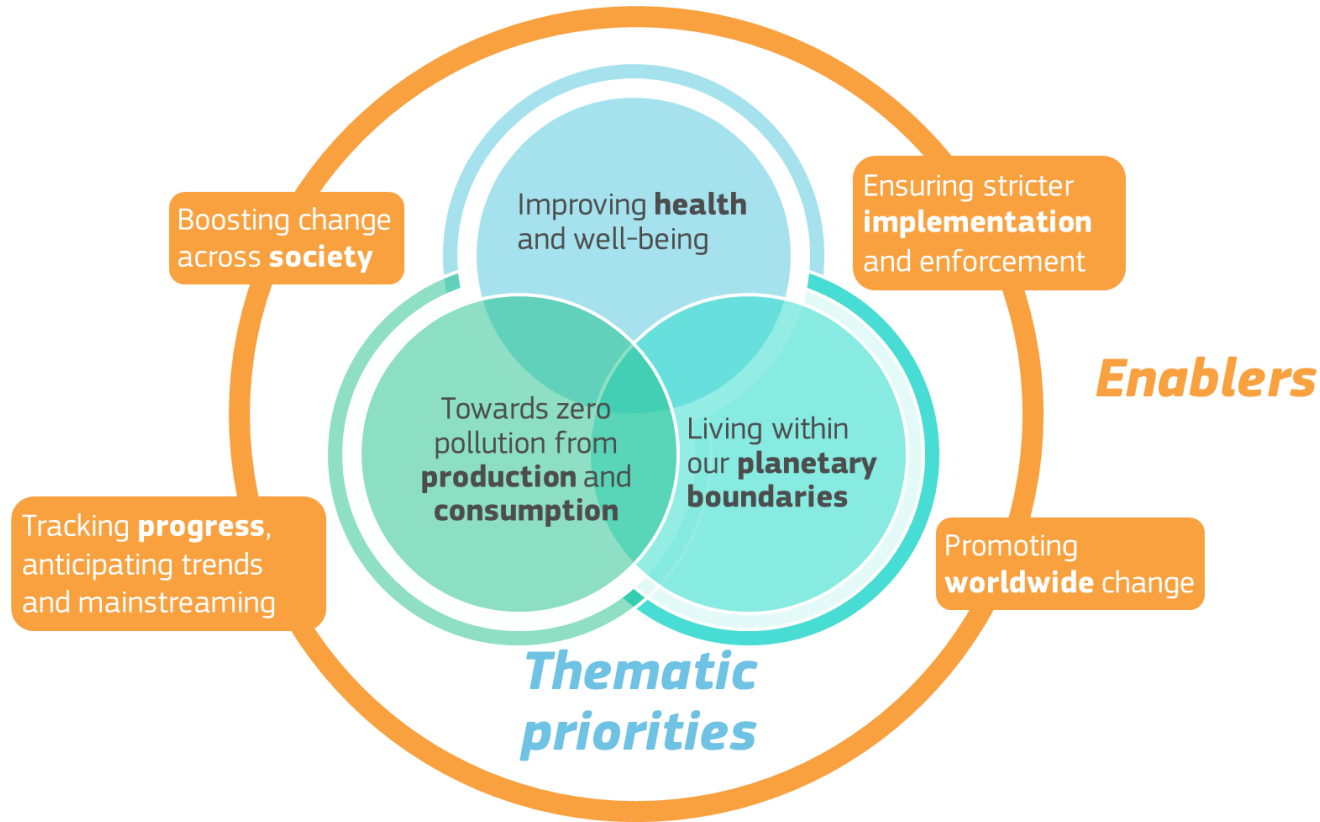 Improving health
and well-being
Boosting change
across society
Ensuring stricter
implementation
and enforcement
Enablers
Towards zero
pollution from
production and
consumption
Living within
our planetary
boundaries
Tracking progress,
anticipating trends
and mainstreaming
Promoting
worldwide change
Thematic
priorities